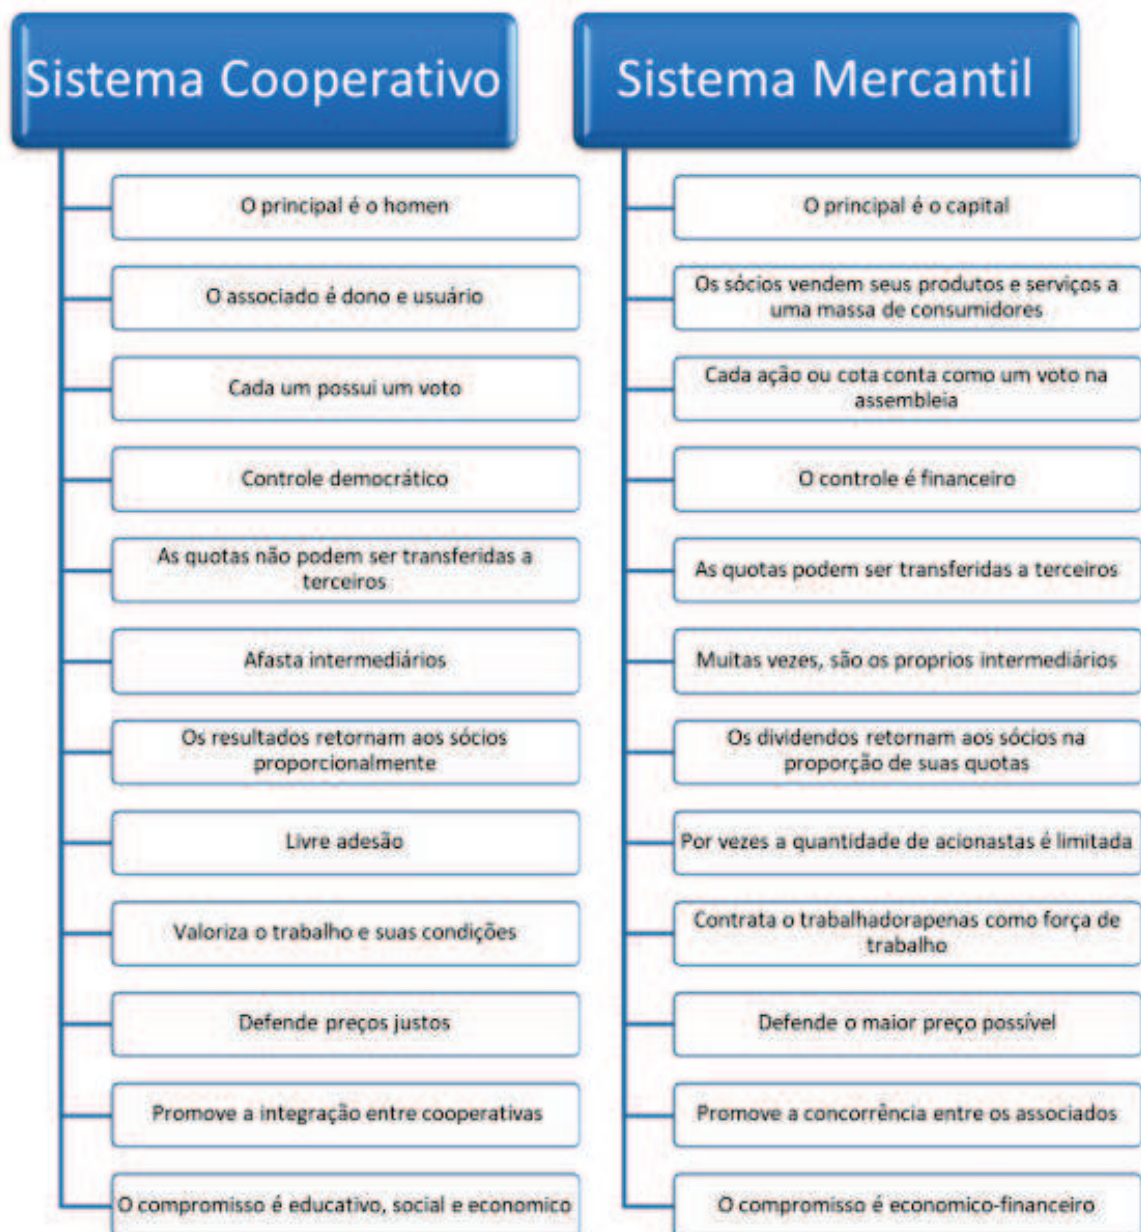 Sistema Cooperativo
O principal é o homen
O associado é dono e usuário
Cada um possui um voto
Controle democrático
As quotas não podem ser transferidas a
terceiros
Afasta intermediários
Os resultados retornam aos sócios
proporcionalmente
Livre adesão
Valoriza o trabalho e suas condições
Defende preços justos
Promove a integração entre cooperativas
O compromisso é educativo, social e economico
Sistema Mercantil
O principal é o capital
Os sócios vendem seus produtos e serviços a
uma massa de consumidores
Cada ação ou cota conta como um voto na
assembleia
O controle é financeiro
As quotas podem ser transferidas a terceiros
Muitas vezes, são os proprios intermediários
Os dividendos retornam aos sócios na
proporção de suas quotas
Por vezes a quantidade de acionastas é limitada
Contrata o trabalhadorapenas como força de
trabalho
Defende o maior preço possível
Promove a concorrência entre os associados
O compromisso é economico-financeiro